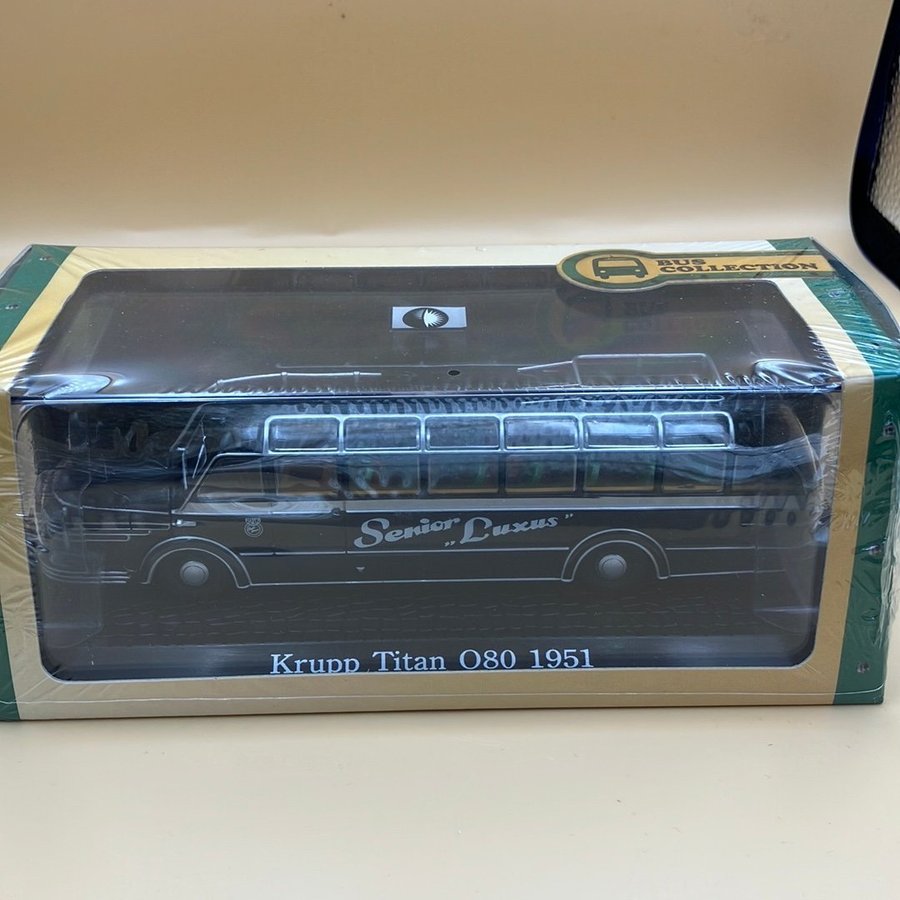 BUS
COLLECTION
Senior „Luxus”
Krupp Titan O80 1951